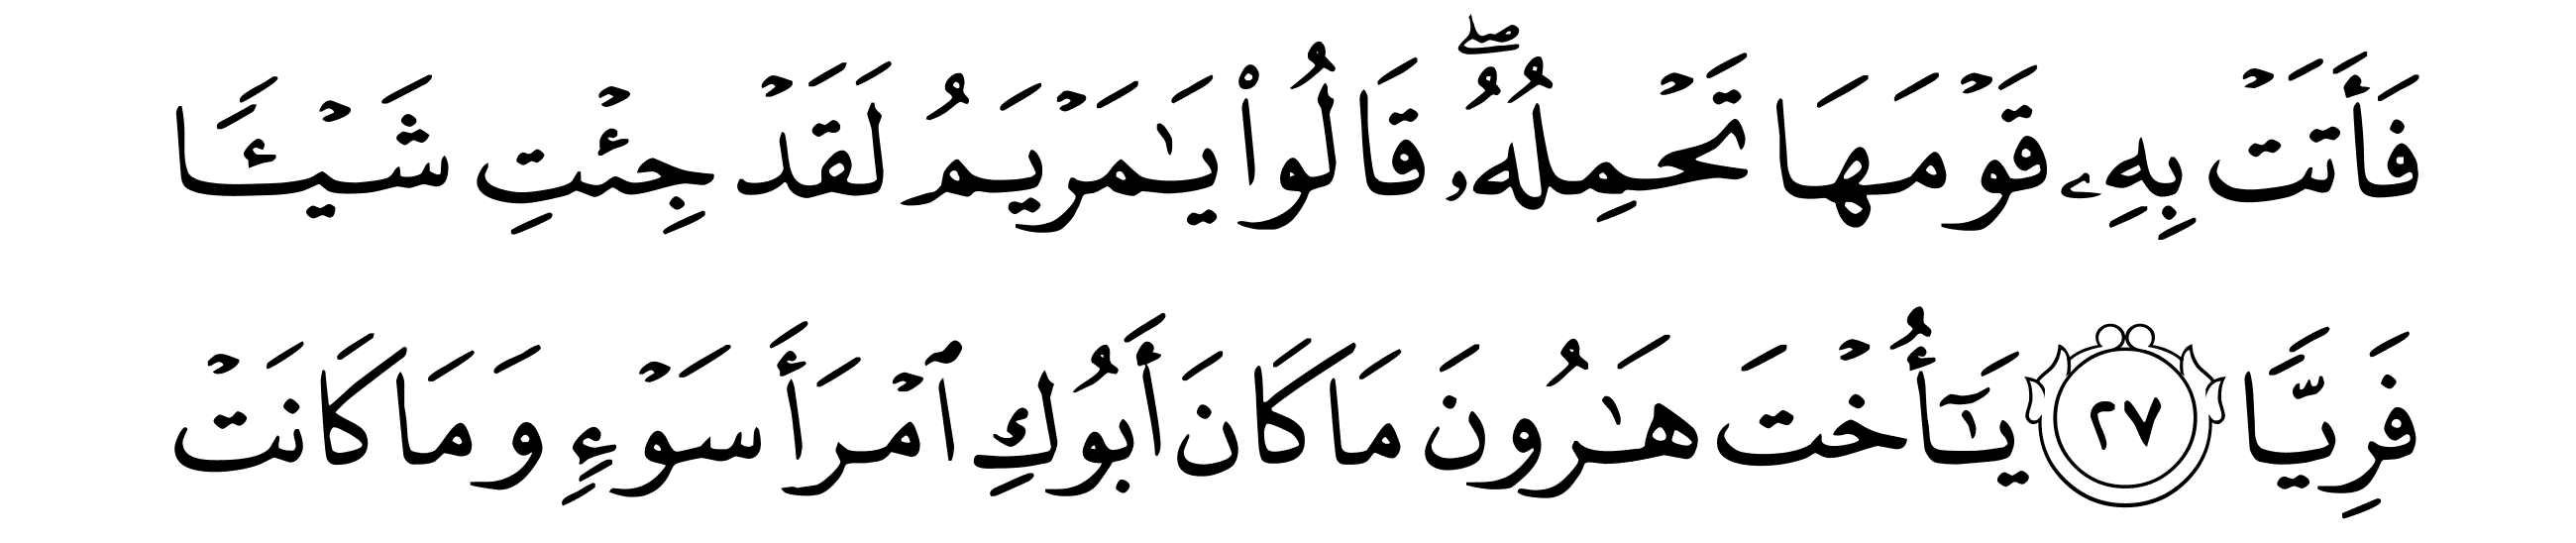 فَأَتَتۡ بِهِۦ قَوۡمَهَا تَحۡمِلُهُۥۖ قَالُواْ يَٰمَرۡيَمُ لَقَدۡ جِئۡتِ شَيۡـٔٗا
فَرِيّٗا ٢٧ يَٰٓأُخۡتَ هَٰرُونَ مَا كَانَ أَبُوكِ ٱمۡرَأَ سَوۡءٖ وَمَا كَانَتۡ